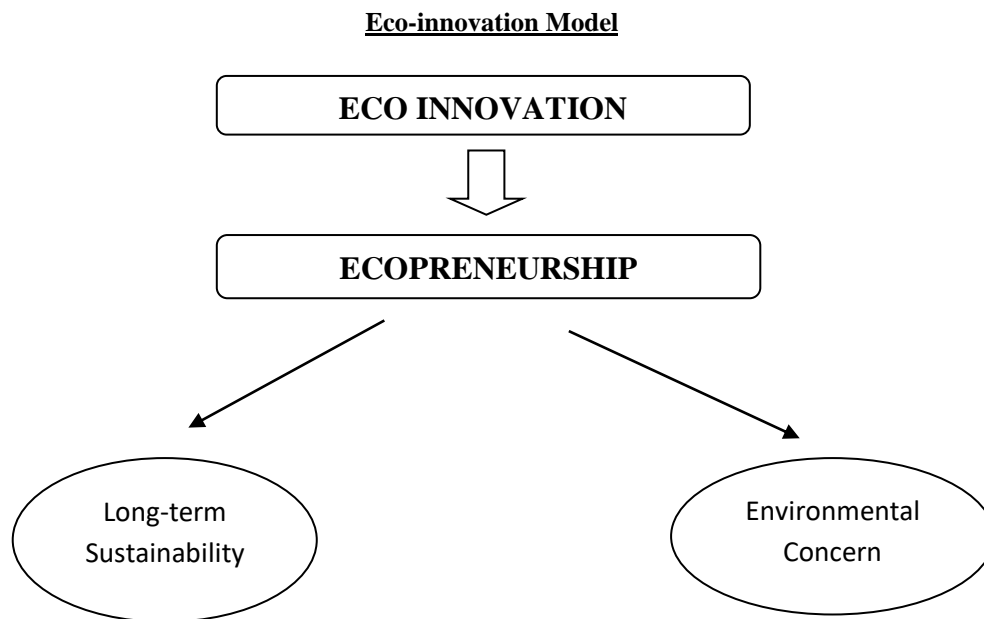 Eco-innovation Model
ECO INNOVATION
ECOPRENEURSHIP
Long-term
Sustainability
Environmental
Concern